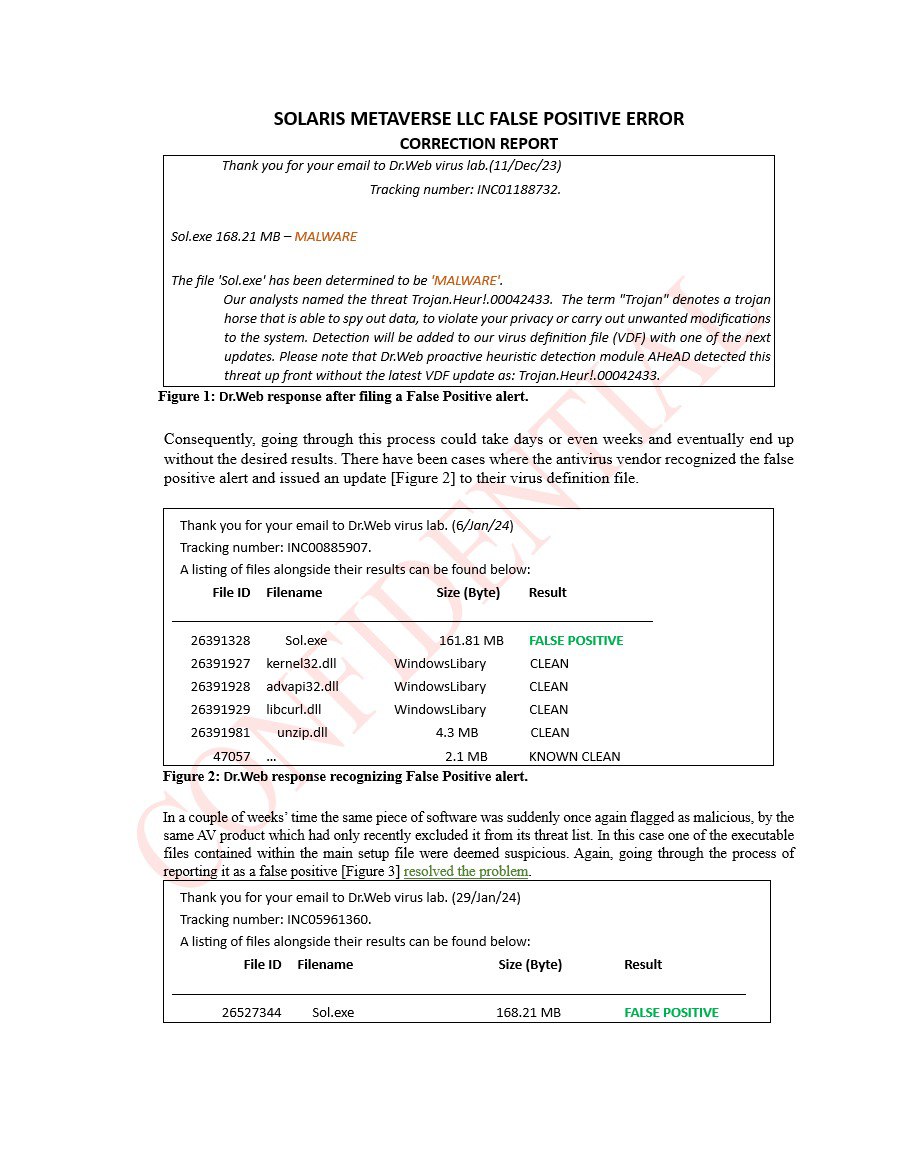 SOLARIS METAVERSE LLC FALSE POSITIVE ERROR
CORRECTION REPORT
Thank you for your email to Dr.Web virus lab.(11/Dec/23)
Tracking number: INC01188732.
Sol.exe 168.21 MB – MALWARE
The file 'Sol.exe' has been determined to be 'MALWARE'.
Our analysts named the threat Trojan.Heur!.00042433. The term "Trojan" denotes a trojan
horse that is able to spy out data, to violate your privacy or carry out unwanted modifications
to the system. Detection will be added to our virus definition file (VDF) with one of the next
updates. Please note that Dr.Web proactive heuristic detection module AHeAD detected this
threat up front without the latest VDF update as: Trojan.Heur!.00042433.
Figure 1: Dr.Web response after filing a False Positive alert.
Consequently, going through this process could take days or even weeks and eventually end up
without the desired results. There have been cases where the antivirus vendor recognized the false
positive alert and issued an update [Figure 2] to their virus definition file.
Thank you for your email to Dr.Web virus lab. (6/Jan/24)
Tracking number: INC00885907.
A listing of files alongside their results can be found below:
File ID Filename Size (Byte) Result
26391328 Sol.exe 161.81 MB FALSE POSITIVE
26391927 kernel32.dll WindowsLibary CLEAN
26391928 advapi32.dll WindowsLibary CLEAN
26391929 libcurl.dll WindowsLibary CLEAN
26391981 unzip.dll 4.3 MB CLEAN
47057 ... 2.1 MB KNOWN CLEAN
Figure 2: Dr.Web response recognizing False Positive alert.
In a couple of weeks’ time the same piece of software was suddenly once again flagged as malicious, by the
same AV product which had only recently excluded it from its threat list. In this case one of the executable
files contained within the main setup file were deemed suspicious. Again, going through the process of
reporting it as a false positive [Figure 3] resolved the problem.
Thank you for your email to Dr.Web virus lab. (29/Jan/24)
Tracking number: INC05961360.
A listing of files alongside their results can be found below:
File ID Filename Size (Byte) Result
26527344 Sol.exe 168.21 MB FALSE POSITIVE
CONFIDENTIAL